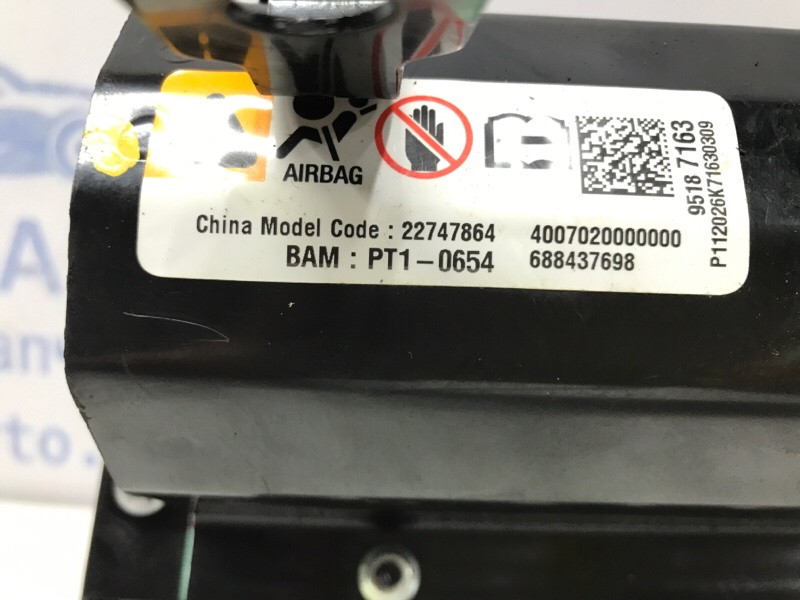 AIRBAG
China Model Code : 22747864 4007020000000
BAM : PT1-0654 688437698
9518 7163
P112026K71630309